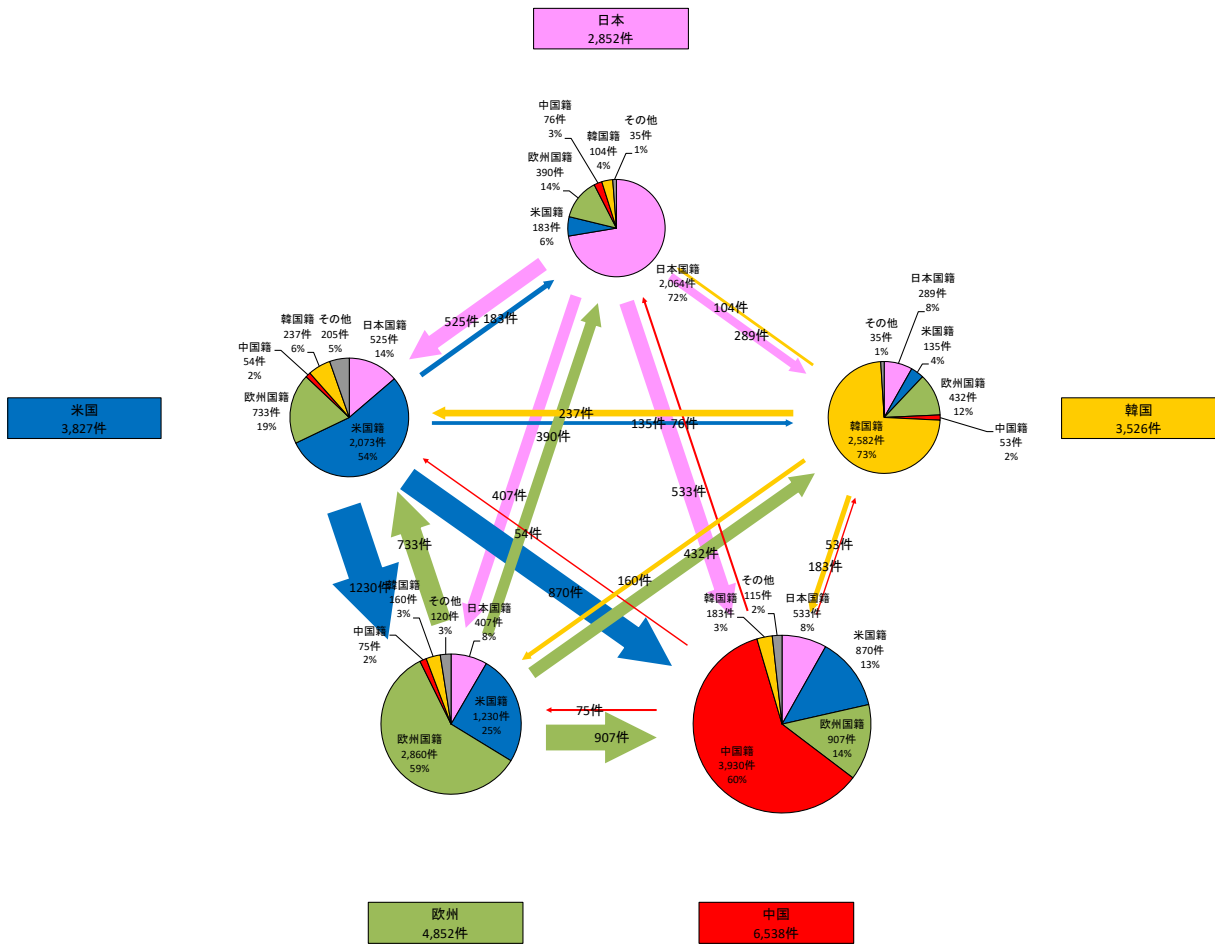 日本
2,852件
中国籍
76件
3%
韓国籍
104件
4%
その他
35件
1%
欧州国籍
390件
14%
米国籍
183件
6%
日本国籍
2,064件
72%
525件
183件
104件
289件
韓国籍
237件
6%
その他
205件
5%
日本国籍
525件
14%
中国籍
54件
2%
欧州国籍
733件
19%
米国籍
2,073件
54%
日本国籍
289件
8%
その他
35件
1%
米国籍
135件
4%
欧州国籍
432件
12%
中国籍
53件
2%
韓国籍
2,582件
73%
米国
3,827件
韓国
3,526件
237件
135件
76件
390件
407件
533件
54件
733件
432件
53件
183件
160件
870件
1230件
韓国籍
160件
3%
その他
120件
3%
日本国籍
407件
8%
中国籍
75件
2%
米国籍
1,230件
25%
欧州国籍
2,860件
59%
その他
115件
2%
韓国籍
183件
3%
日本国籍
533件
8%
米国籍
870件
13%
欧州国籍
907件
14%
中国籍
3,930件
60%
75件
907件
欧州
4,852件
中国
6,538件